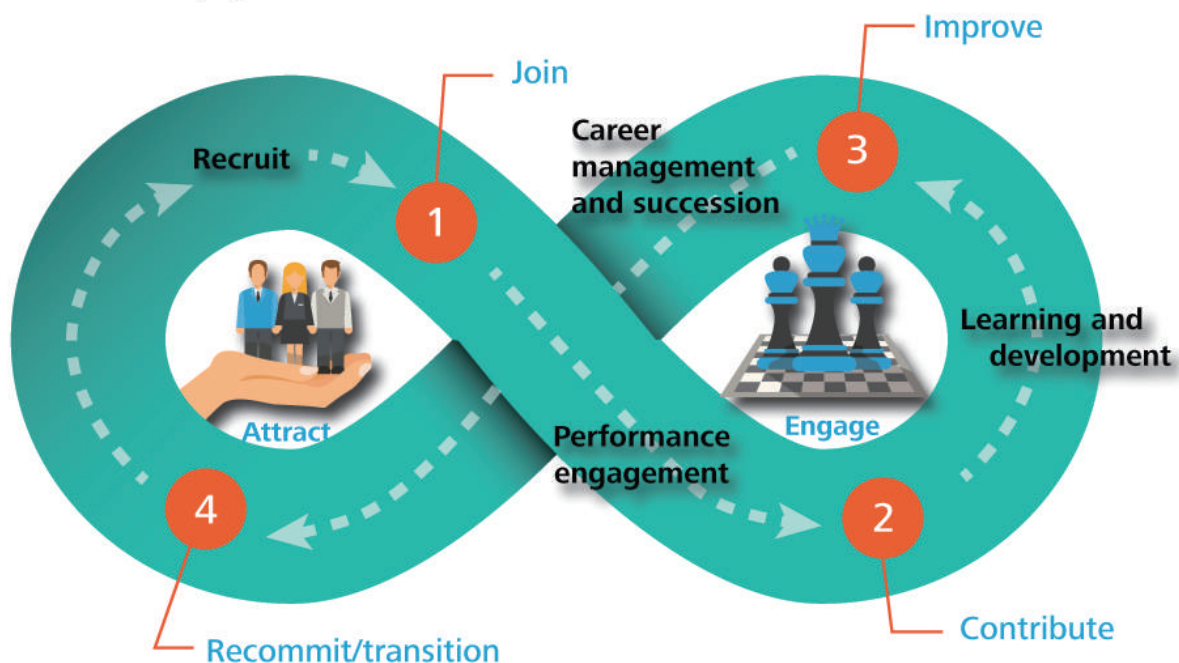 Improve
Join
Career
management
and succession
3
Recruit
1
Learning and
development
Attract
Engage
Performance
engagement
4
2
Contribute
Recommit/transition